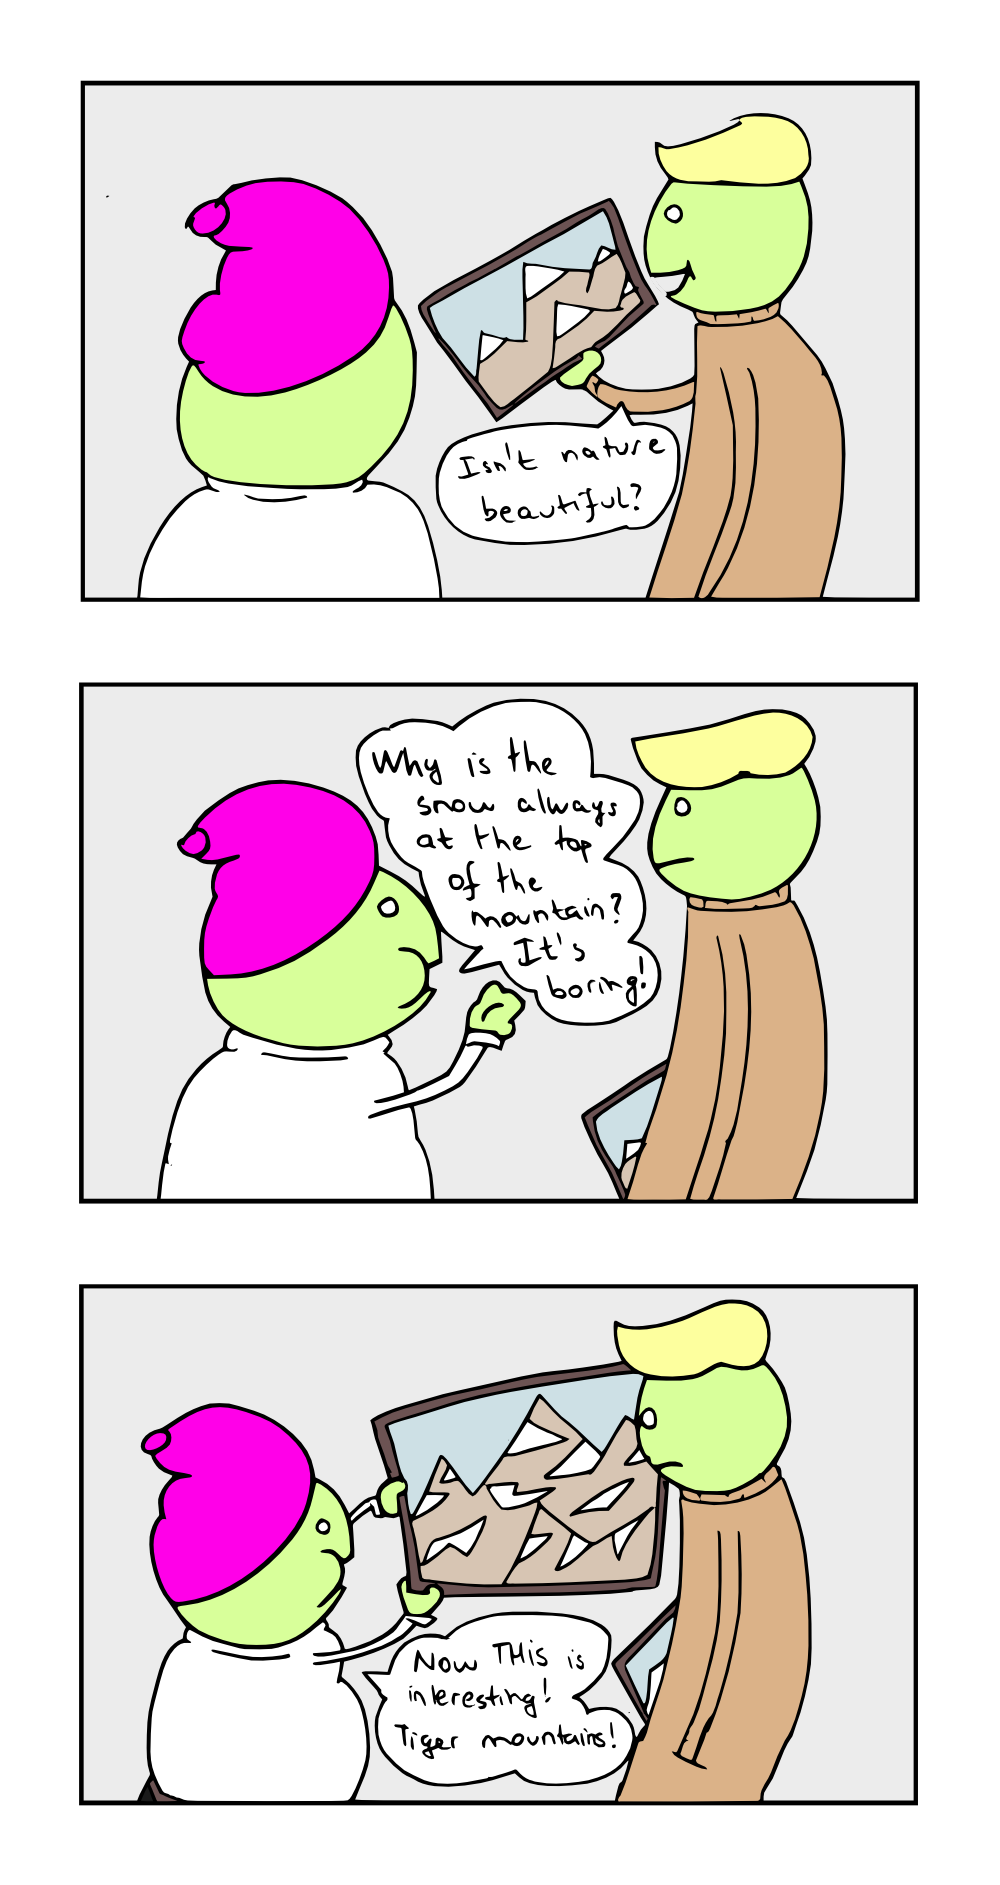 Isn't nature
beautiful?
Why is the
snow always
at the top
of the
mountain?
It's
boring!
Now THIS is
interesting!
Tiger mountains!